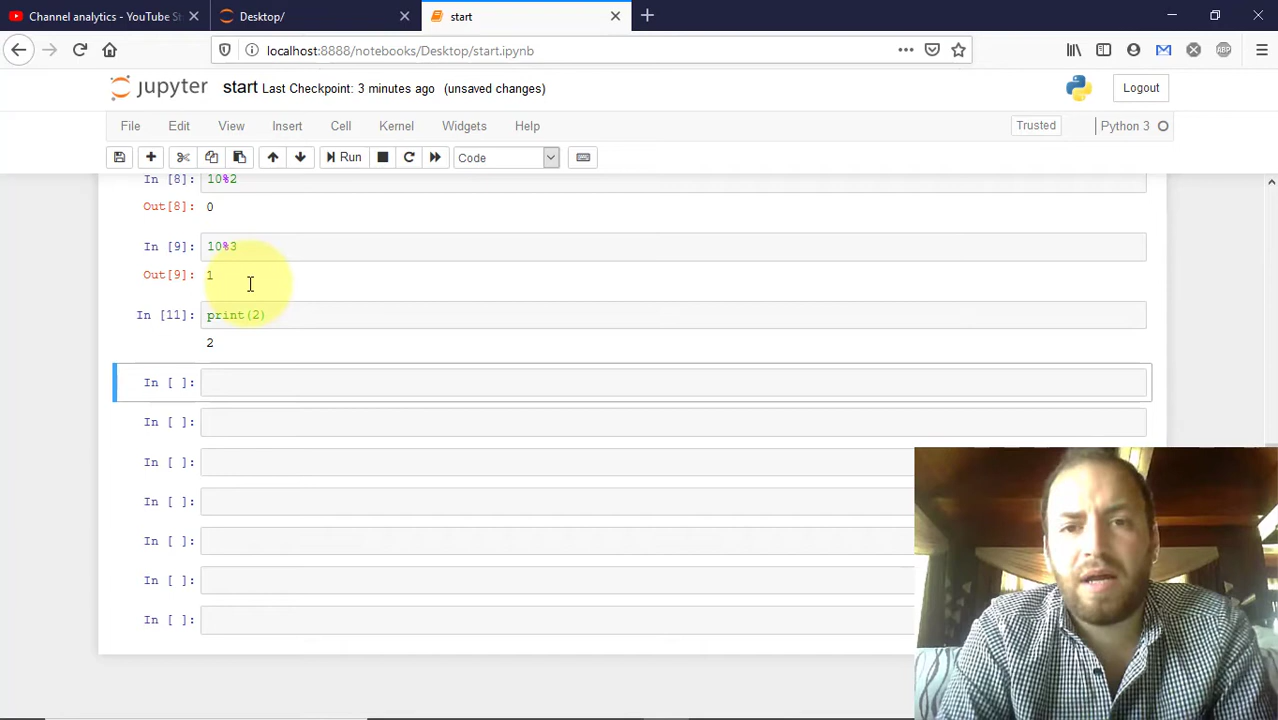 Channel analytics - YouTube St
Desktop/
start
localhost:8888/notebooks/Desktop/start.ipynb
ABP
jupyter start Last Checkpoint: 3 minutes ago (unsaved changes)
Logout
File Edit View Insert Cell Kernel Widgets Help
Trusted
Python 3
Run
Code
In [8]: 10%2
Out[8]: 0
In [9]: 10%3
Out[9]: 1
In [11]: print(2)
2
In [ ]:
In [ ]:
In [ ]:
In [ ]:
In [ ]:
In [ ]:
In [ ]: